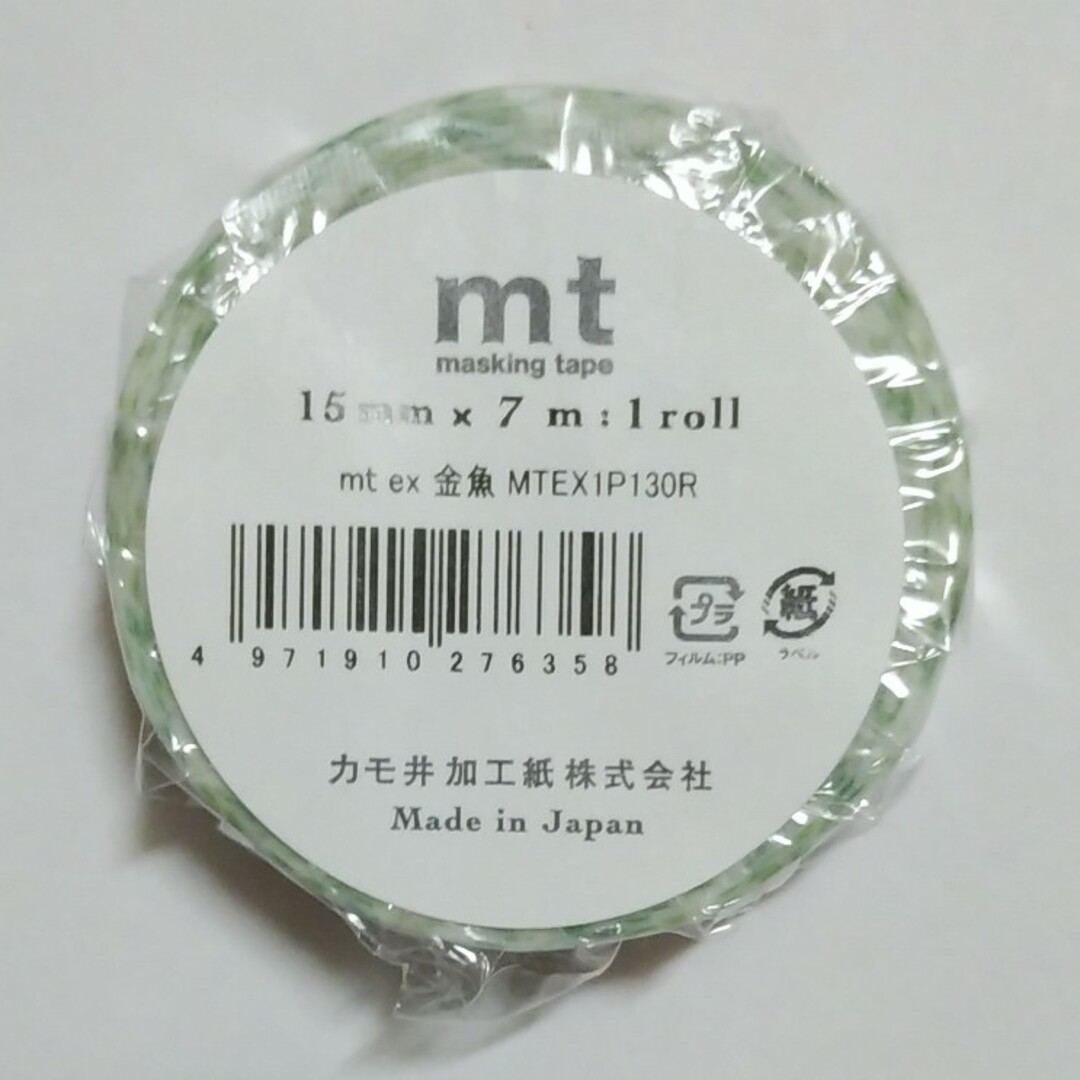 mt
masking tape
15mm x 7 m : 1 roll
mt ex 金魚 MTEX1P130R
4 971910 276358
プラ
フィルム:PP
紙
ラベル
カモ井加工紙株式会社
Made in Japan